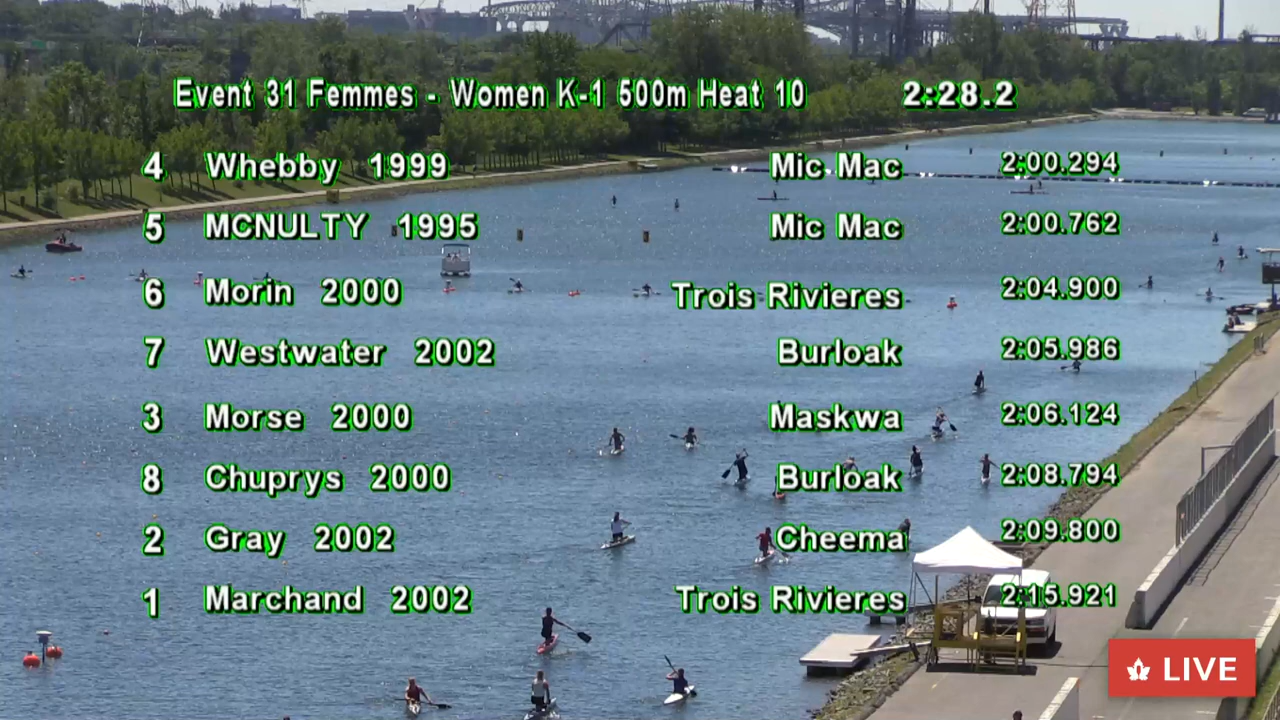 Event 31 Femmes - Women K-1 500m Heat 10 2:28.2
4 Whebby 1999 Mic Mac 2:00.294
5 MCNULTY 1995 Mic Mac 2:00.762
6 Morin 2000 Trois Rivieres 2:04.900
7 Westwater 2002 Burloak 2:05.986
3 Morse 2000 Maskwa 2:06.124
8 Chuprys 2000 Burloak 2:08.794
2 Gray 2002 Cheema 2:09.800
1 Marchand 2002 Trois Rivieres 2:15.921
LIVE